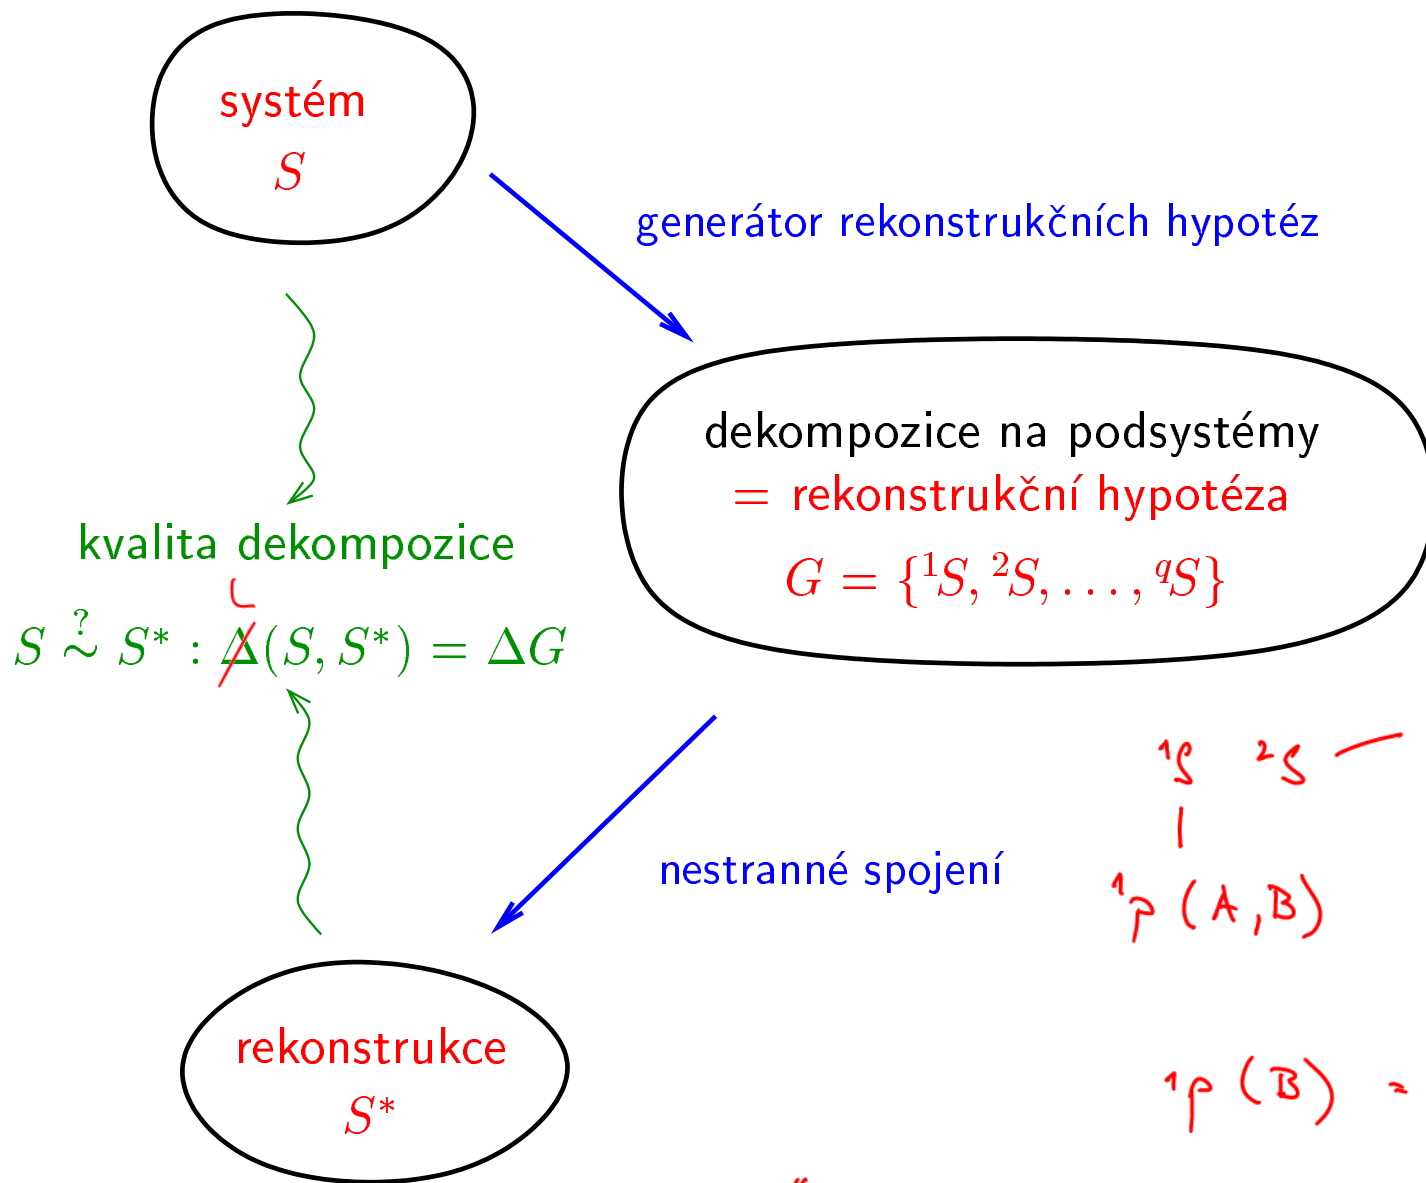 systém
S
generátor rekonstrukčních hypotéz
dekompozice na podsystémy
= rekonstrukční hypotéza
G = {¹S, ²S, . . . , ᑫS}
kvalita dekompozice
S ?∼ S* : Δ(S, S*) = ΔG
¹S ²S
nestranné spojení
¹p (A, B)
rekonstrukce
S*
¹p (B) =